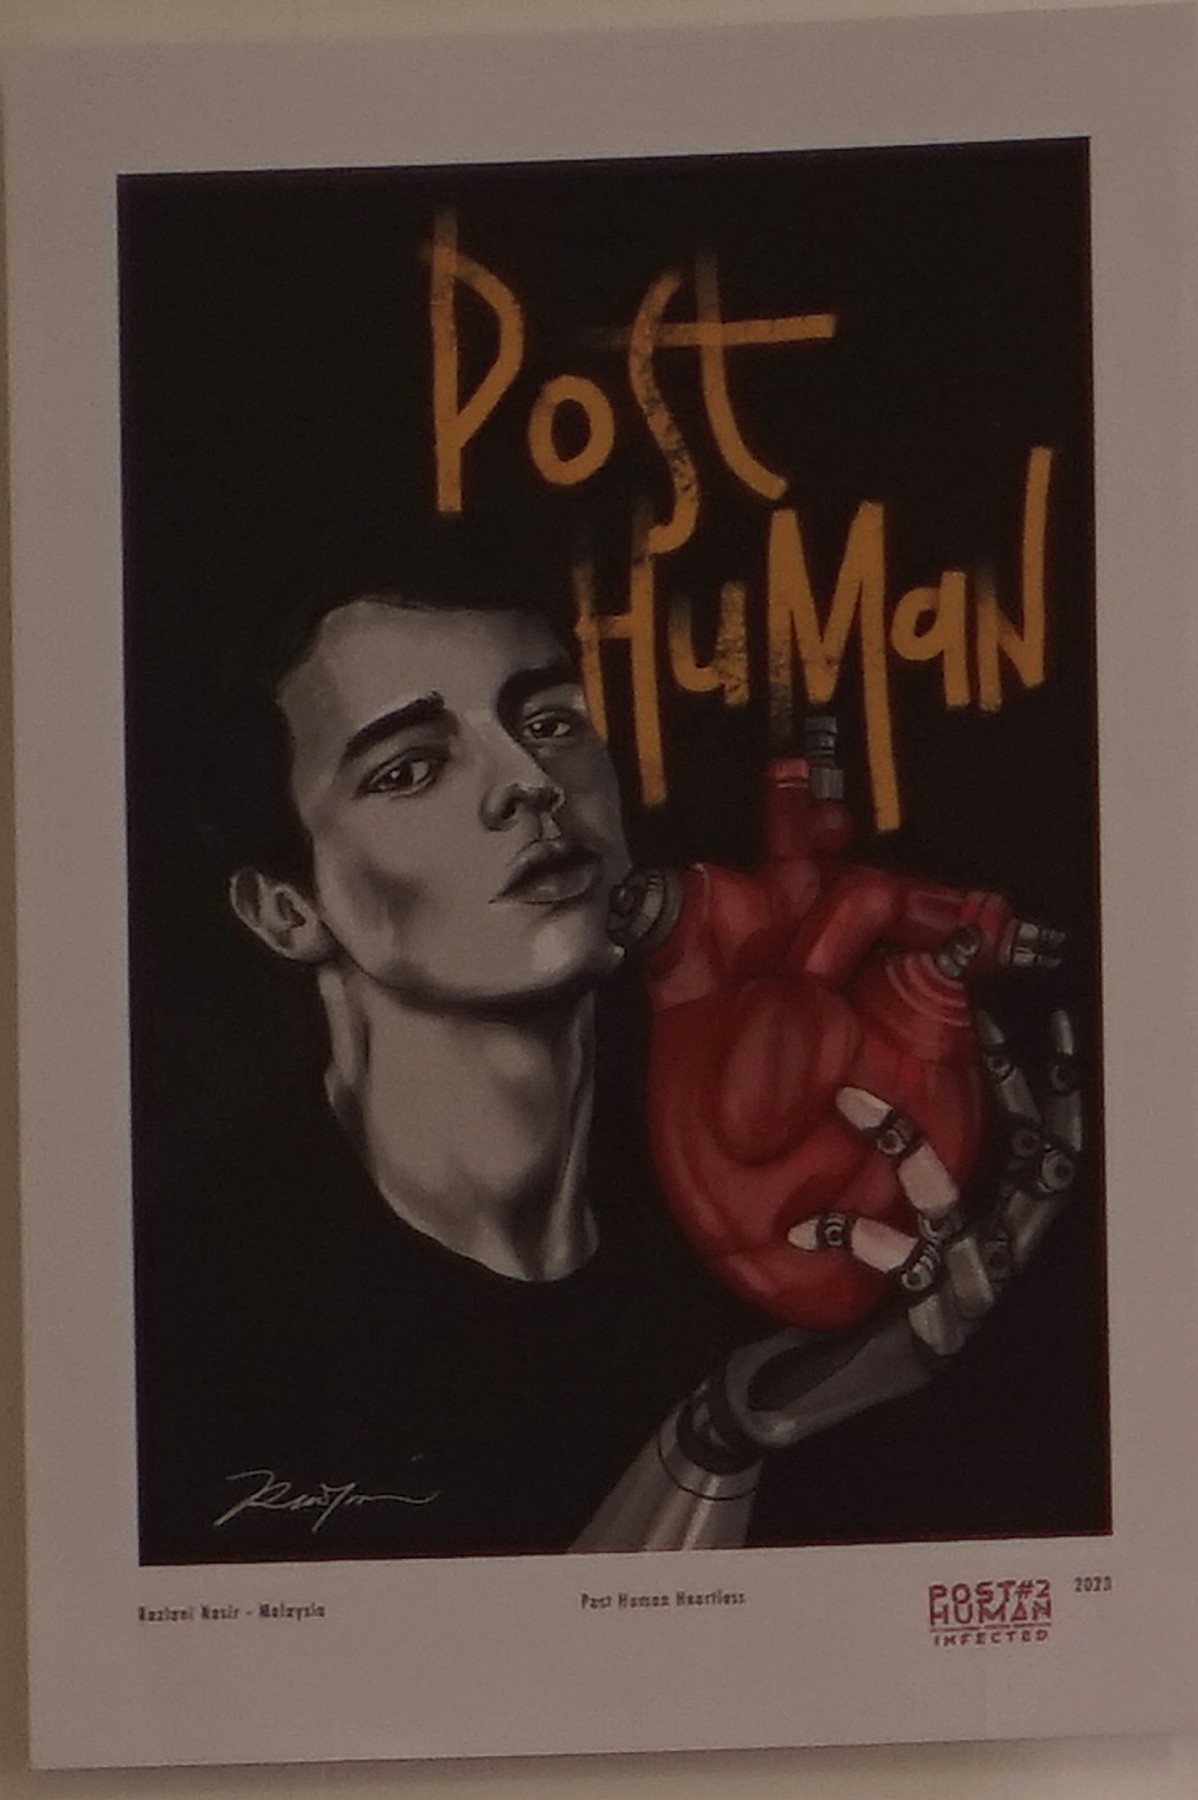 Post
HuMaN
Razlani Nasir - Malaysia
Post Human Heartless
POST#2
HUMAN
INFECTED
2023